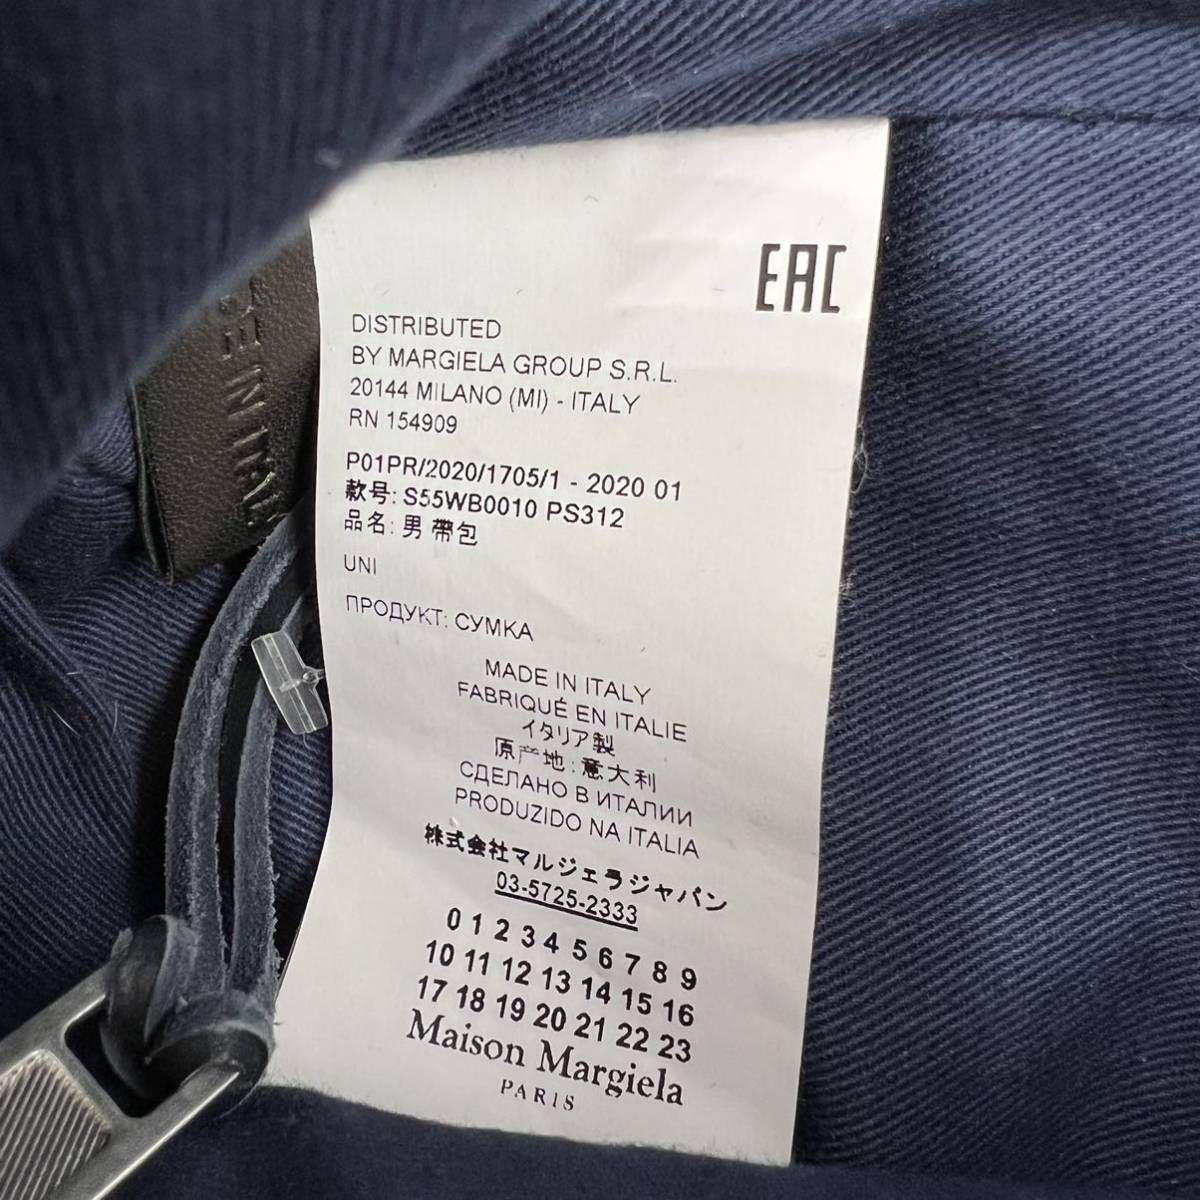 EAC
DISTRIBUTED
BY MARGIELA GROUP S.R.L.
20144 MILANO (MI) - ITALY
RN 154909
P01PR/2020/1705/1 - 2020 01
款号: S55WB0010 PS312
品名: 男 帶包
UNI
ПРОДУКТ: СУМКА
MADE IN ITALY
FABRIQUÉ EN ITALIE
イタリア製
原产地: 意大利
СДЕЛАНО В ИТАЛИИ
PRODUZIDO NA ITALIA
株式会社マルジェラジャパン
03-5725-2333
0 1 2 3 4 5 6 7 8 9
10 11 12 13 14 15 16
17 18 19 20 21 22 23
Maison Margiela
PARIS
IN